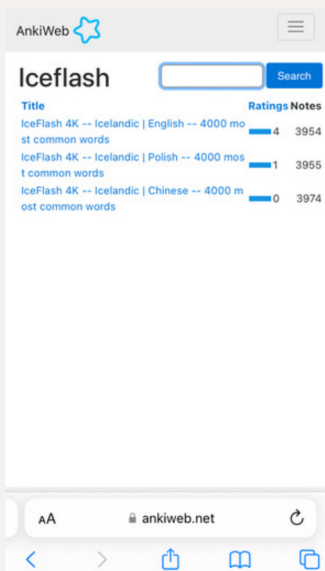 AnkiWeb
Iceflash
Search
Title Ratings Notes
IceFlash 4K -- Icelandic | English -- 4000 mo 4 3954
st common words
IceFlash 4K -- Icelandic | Polish -- 4000 mos 1 3955
t common words
IceFlash 4K -- Icelandic | Chinese -- 4000 m 0 3974
ost common words
AA ankiweb.net